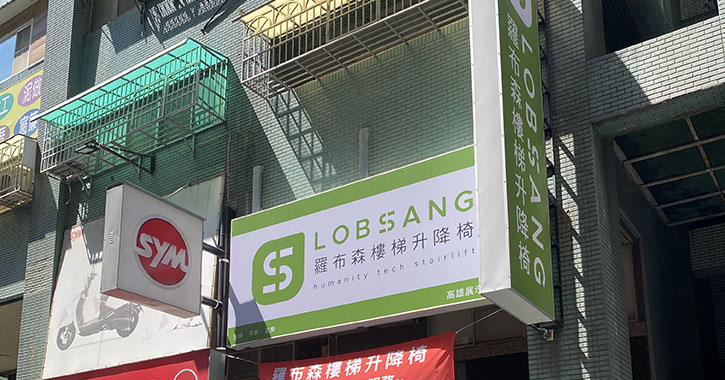 SYM
LOBSSANG
羅布森樓梯升降椅
humanity tech stairlift
高雄展示
LOBSANG
羅布森樓梯升降椅
羅布森樓梯升降椅